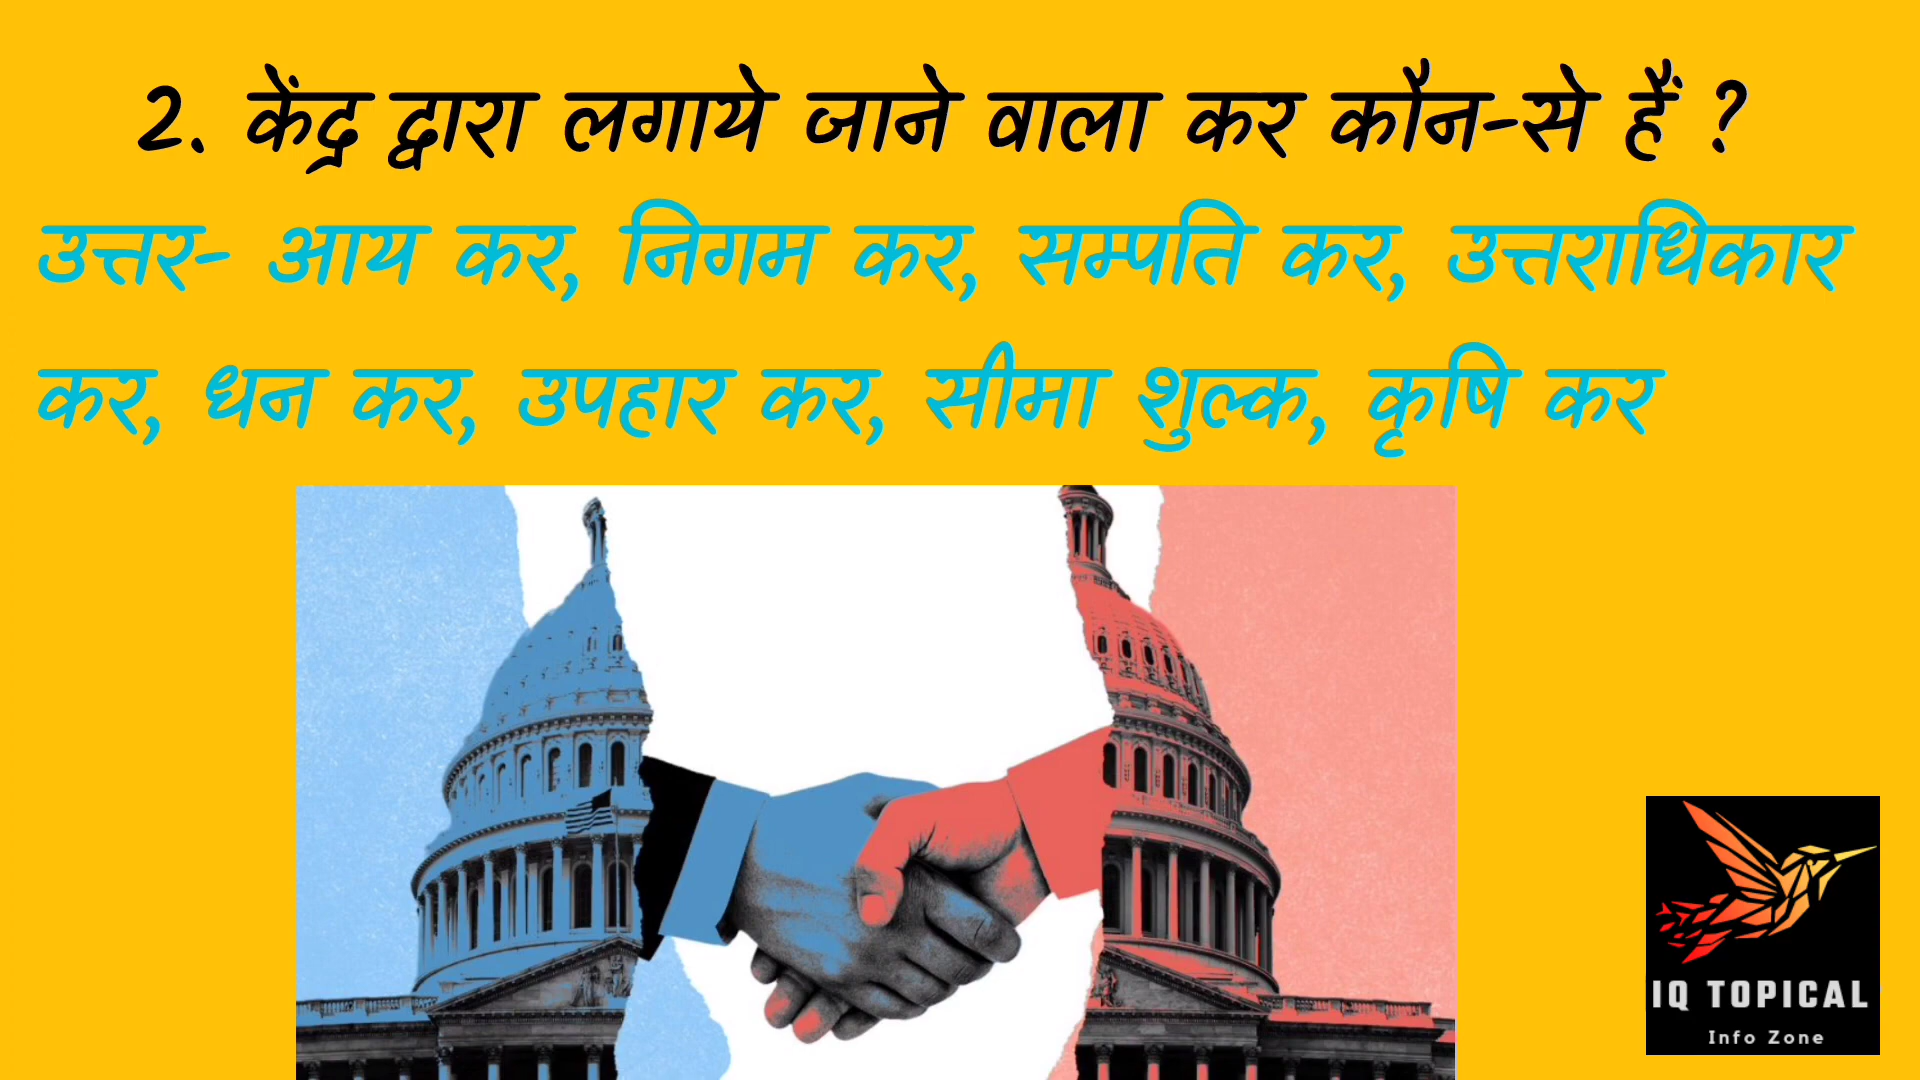 2. केंद्र द्वारा लगाये जाने वाला कर कौन-से हैं ?
उत्तर- आय कर, निगम कर, सम्पति कर, उत्तराधिकार
कर, धन कर, उपहार कर, सीमा शुल्क, कृषि कर
IQ TOPICAL
Info Zone